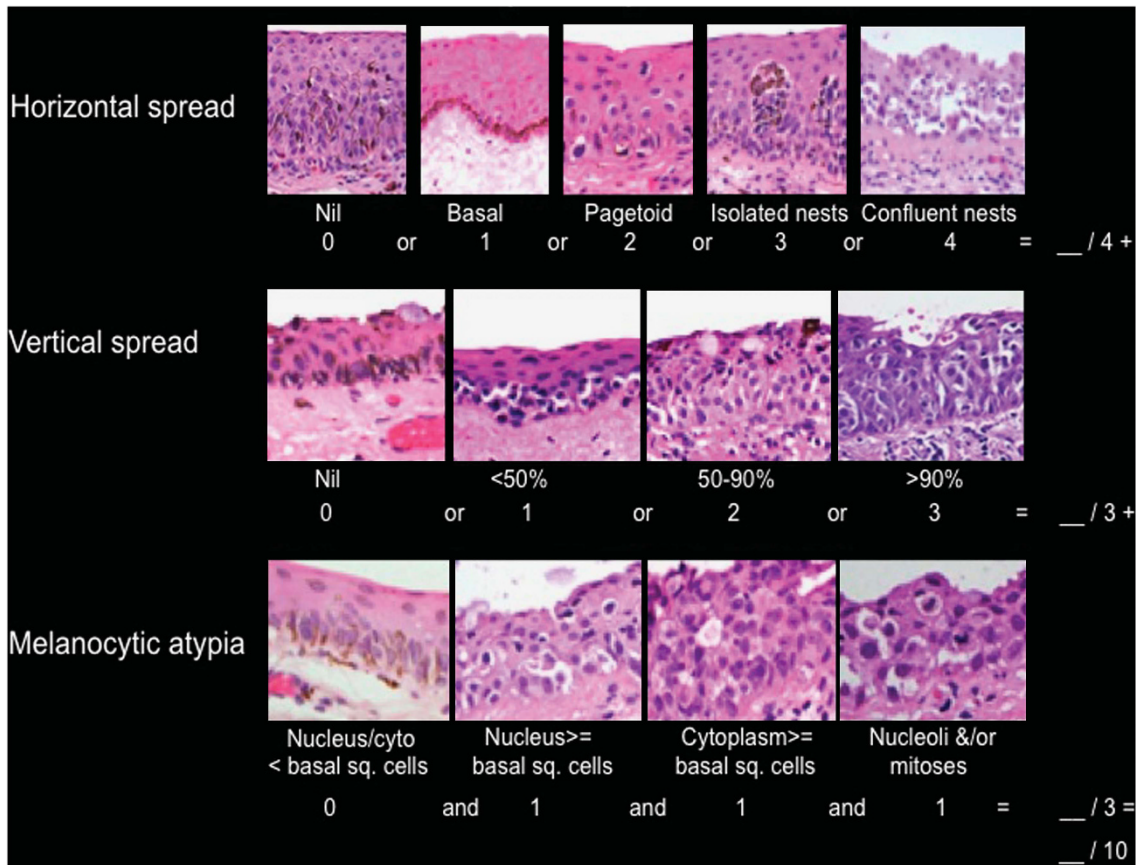 Horizontal spread
Nil Basal Pagetoid Isolated nests Confluent nests
0 or 1 or 2 or 3 or 4 = __ / 4 +
Vertical spread
Nil <50% 50-90% >90%
0 or 1 or 2 or 3 = __ / 3 +
Melanocytic atypia
Nucleus/cyto Nucleus>= Cytoplasm>= Nucleoli &/or
< basal sq. cells basal sq. cells basal sq. cells mitoses
0 and 1 and 1 and 1 = __ / 3 =
__ / 10